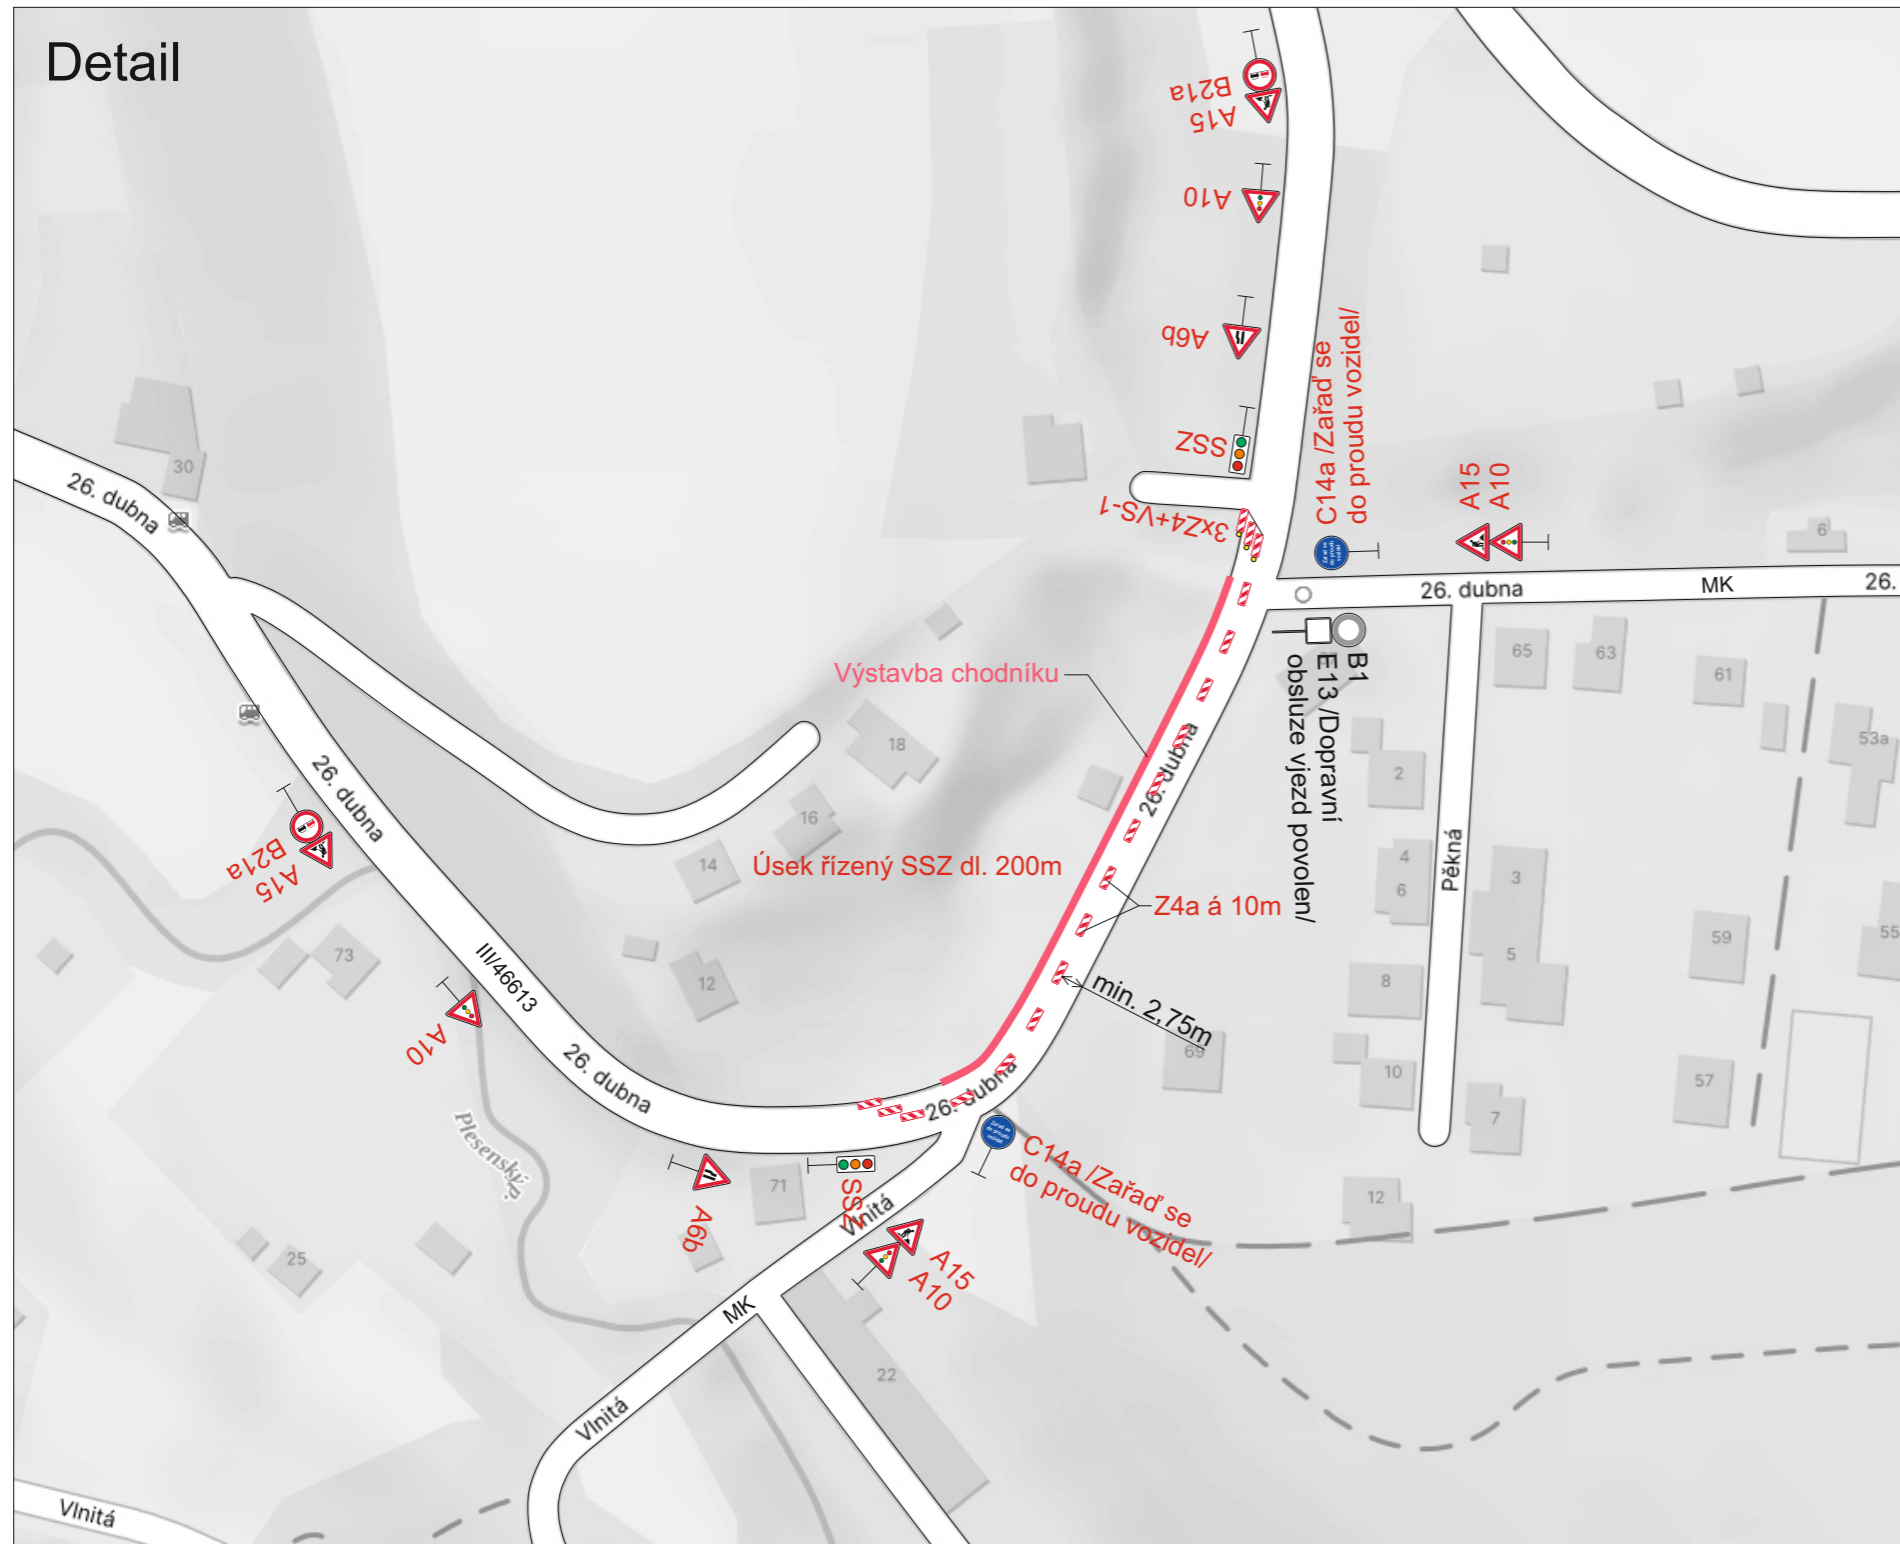 Detail
B21a
A15
A10
A6b
SSZ
3xZ4+VS-1
C14a /Zařaď se
do proudu vozidel/
A15
A10
30
26. dubna
6
26. dubna
MK
26.
B1
E13 /Dopravní
obsluze vjezd povolen/
65
63
61
53a
Výstavba chodníku
18
26. dubna
2
26. dubna
16
B21a
A15
14
Úsek řízený SSZ dl. 200m
4
6
Pěkná
3
Z4a á 10m
59
55
73
III/46613
12
5
8
min. 2,75m
69
A10
10
57
26. dubna
26. dubna
7
Plesenský p.
C14a /Zařaď se
do proudu vozidel/
71
SSZ
Vlnitá
12
A6b
A15
A10
25
MK
22
Vlnitá
Vlnitá